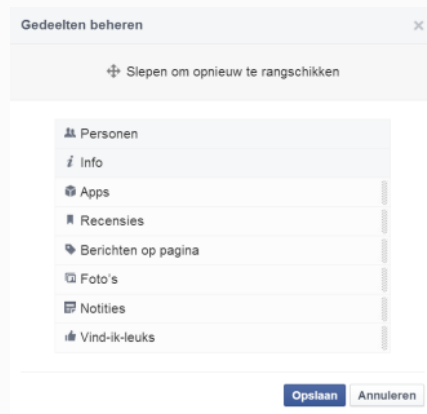 Gedeelten beheren
Slepen om opnieuw te rangschikken
Personen
Info
Apps
Recensies
Berichten op pagina
Foto's
Notities
Vind-ik-leuks
Opslaan Annuleren